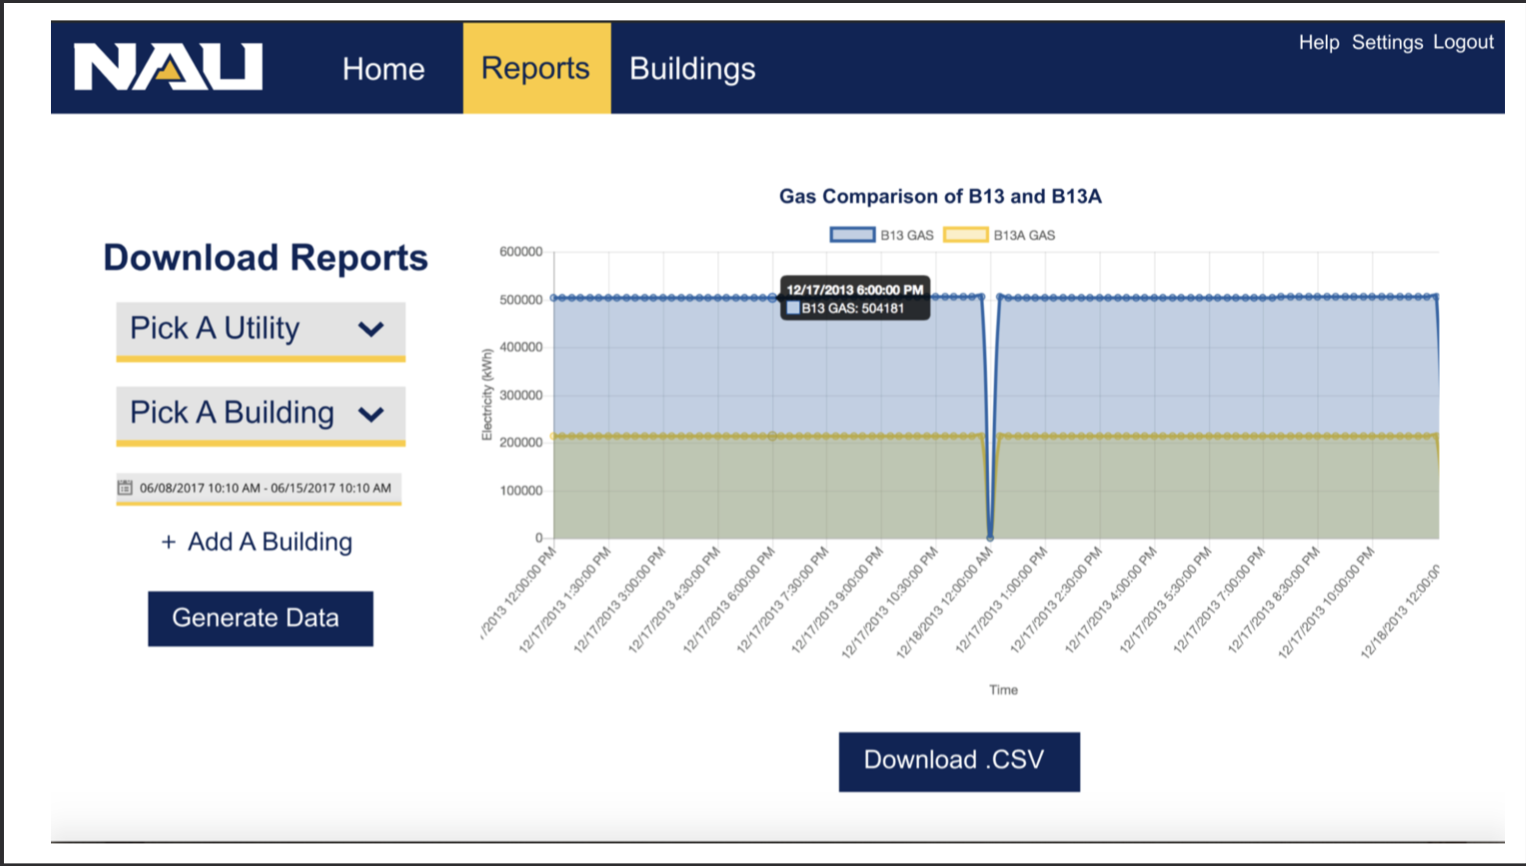 NAU
Home Reports Buildings
Help Settings Logout
Download Reports
Pick A Utility
Pick A Building
06/08/2017 10:10 AM - 06/15/2017 10:10 AM
+ Add A Building
Generate Data
Gas Comparison of B13 and B13A
B13 GAS B13A GAS
600000
500000
400000
300000
200000
100000
0
Electricity (kWh)
12/17/2013 6:00:00 PM
B13 GAS: 504181
/2013 12:00:00 PM
12/17/2013 1:30:00 PM
12/17/2013 3:00:00 PM
12/17/2013 4:30:00 PM
12/17/2013 6:00:00 PM
12/17/2013 7:30:00 PM
12/17/2013 9:00:00 PM
12/17/2013 10:30:00 PM
12/18/2013 12:00:00 AM
12/17/2013 1:00:00 PM
12/17/2013 2:30:00 PM
12/17/2013 4:00:00 PM
12/17/2013 5:30:00 PM
12/17/2013 7:00:00 PM
12/17/2013 8:30:00 PM
12/17/2013 10:00:00 PM
12/18/2013 12:00:00
Time
Download .CSV